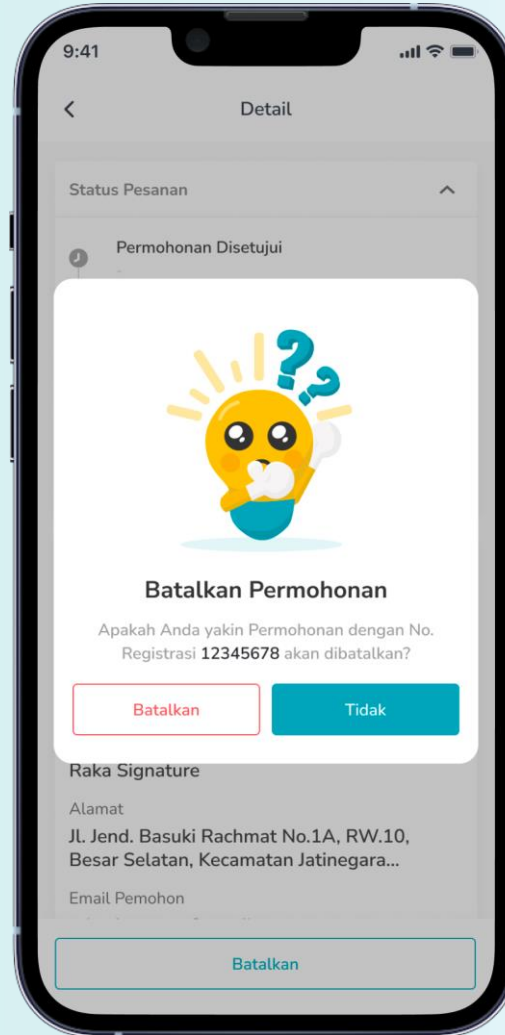 9:41
Detail
Status Pesanan
Permohonan Disetujui
??
Batalkan Permohonan
Apakah Anda yakin Permohonan dengan No.
Registrasi 12345678 akan dibatalkan?
Batalkan Tidak
Raka Signature
Alamat
Jl. Jend. Basuki Rachmat No.1A, RW.10,
Besar Selatan, Kecamatan Jatinegara...
Email Pemohon
Batalkan